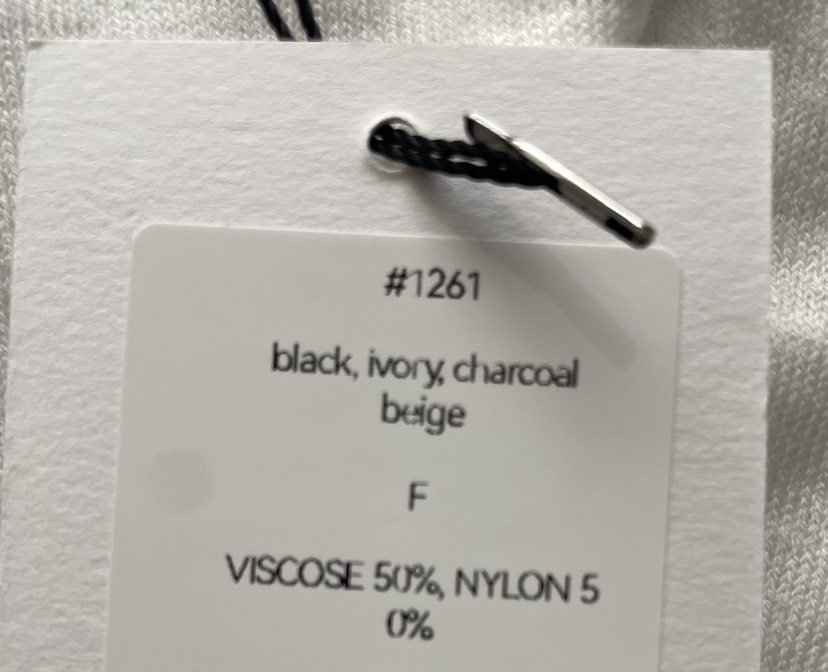 #1261
black, ivory, charcoal
beige
F
VISCOSE 50%, NYLON 5
0%